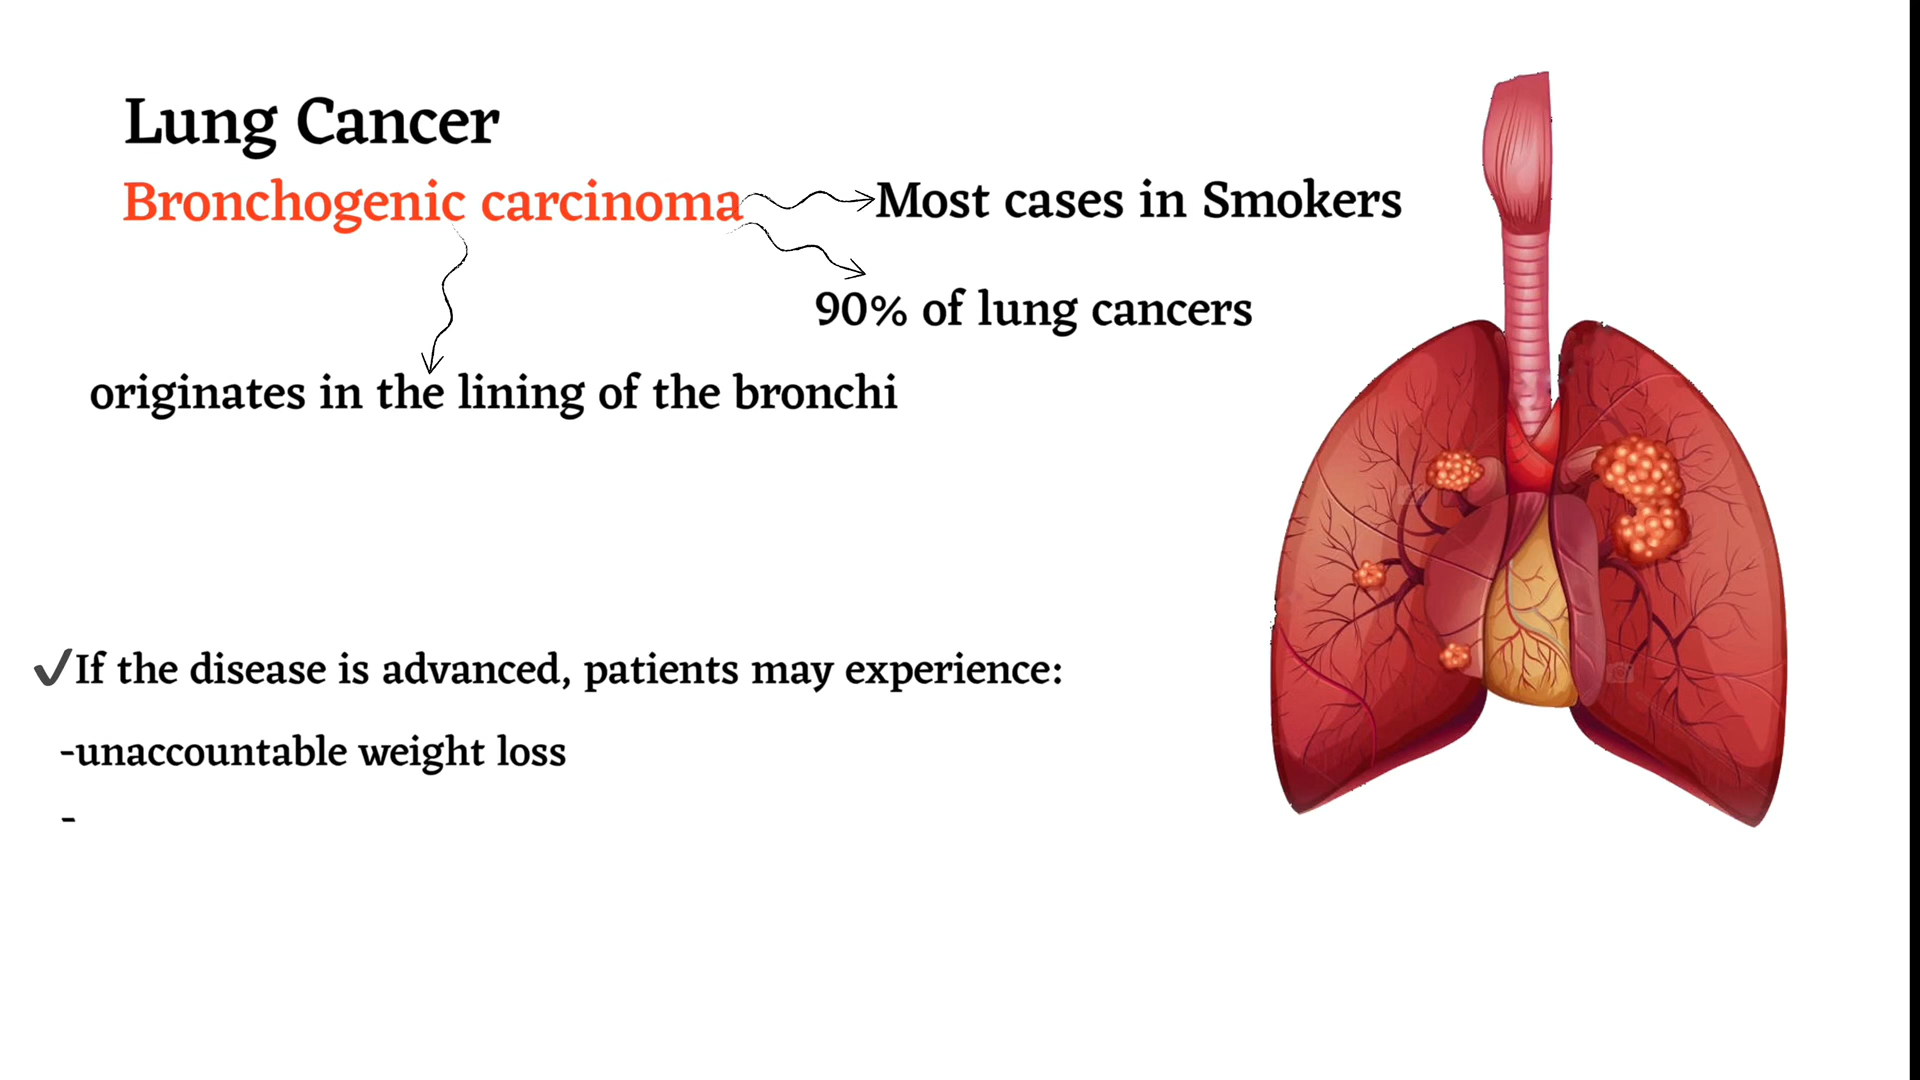 Lung Cancer
Bronchogenic carcinoma
Most cases in Smokers
90% of lung cancers
originates in the lining of the bronchi
✓If the disease is advanced, patients may experience:
-unaccountable weight loss
-